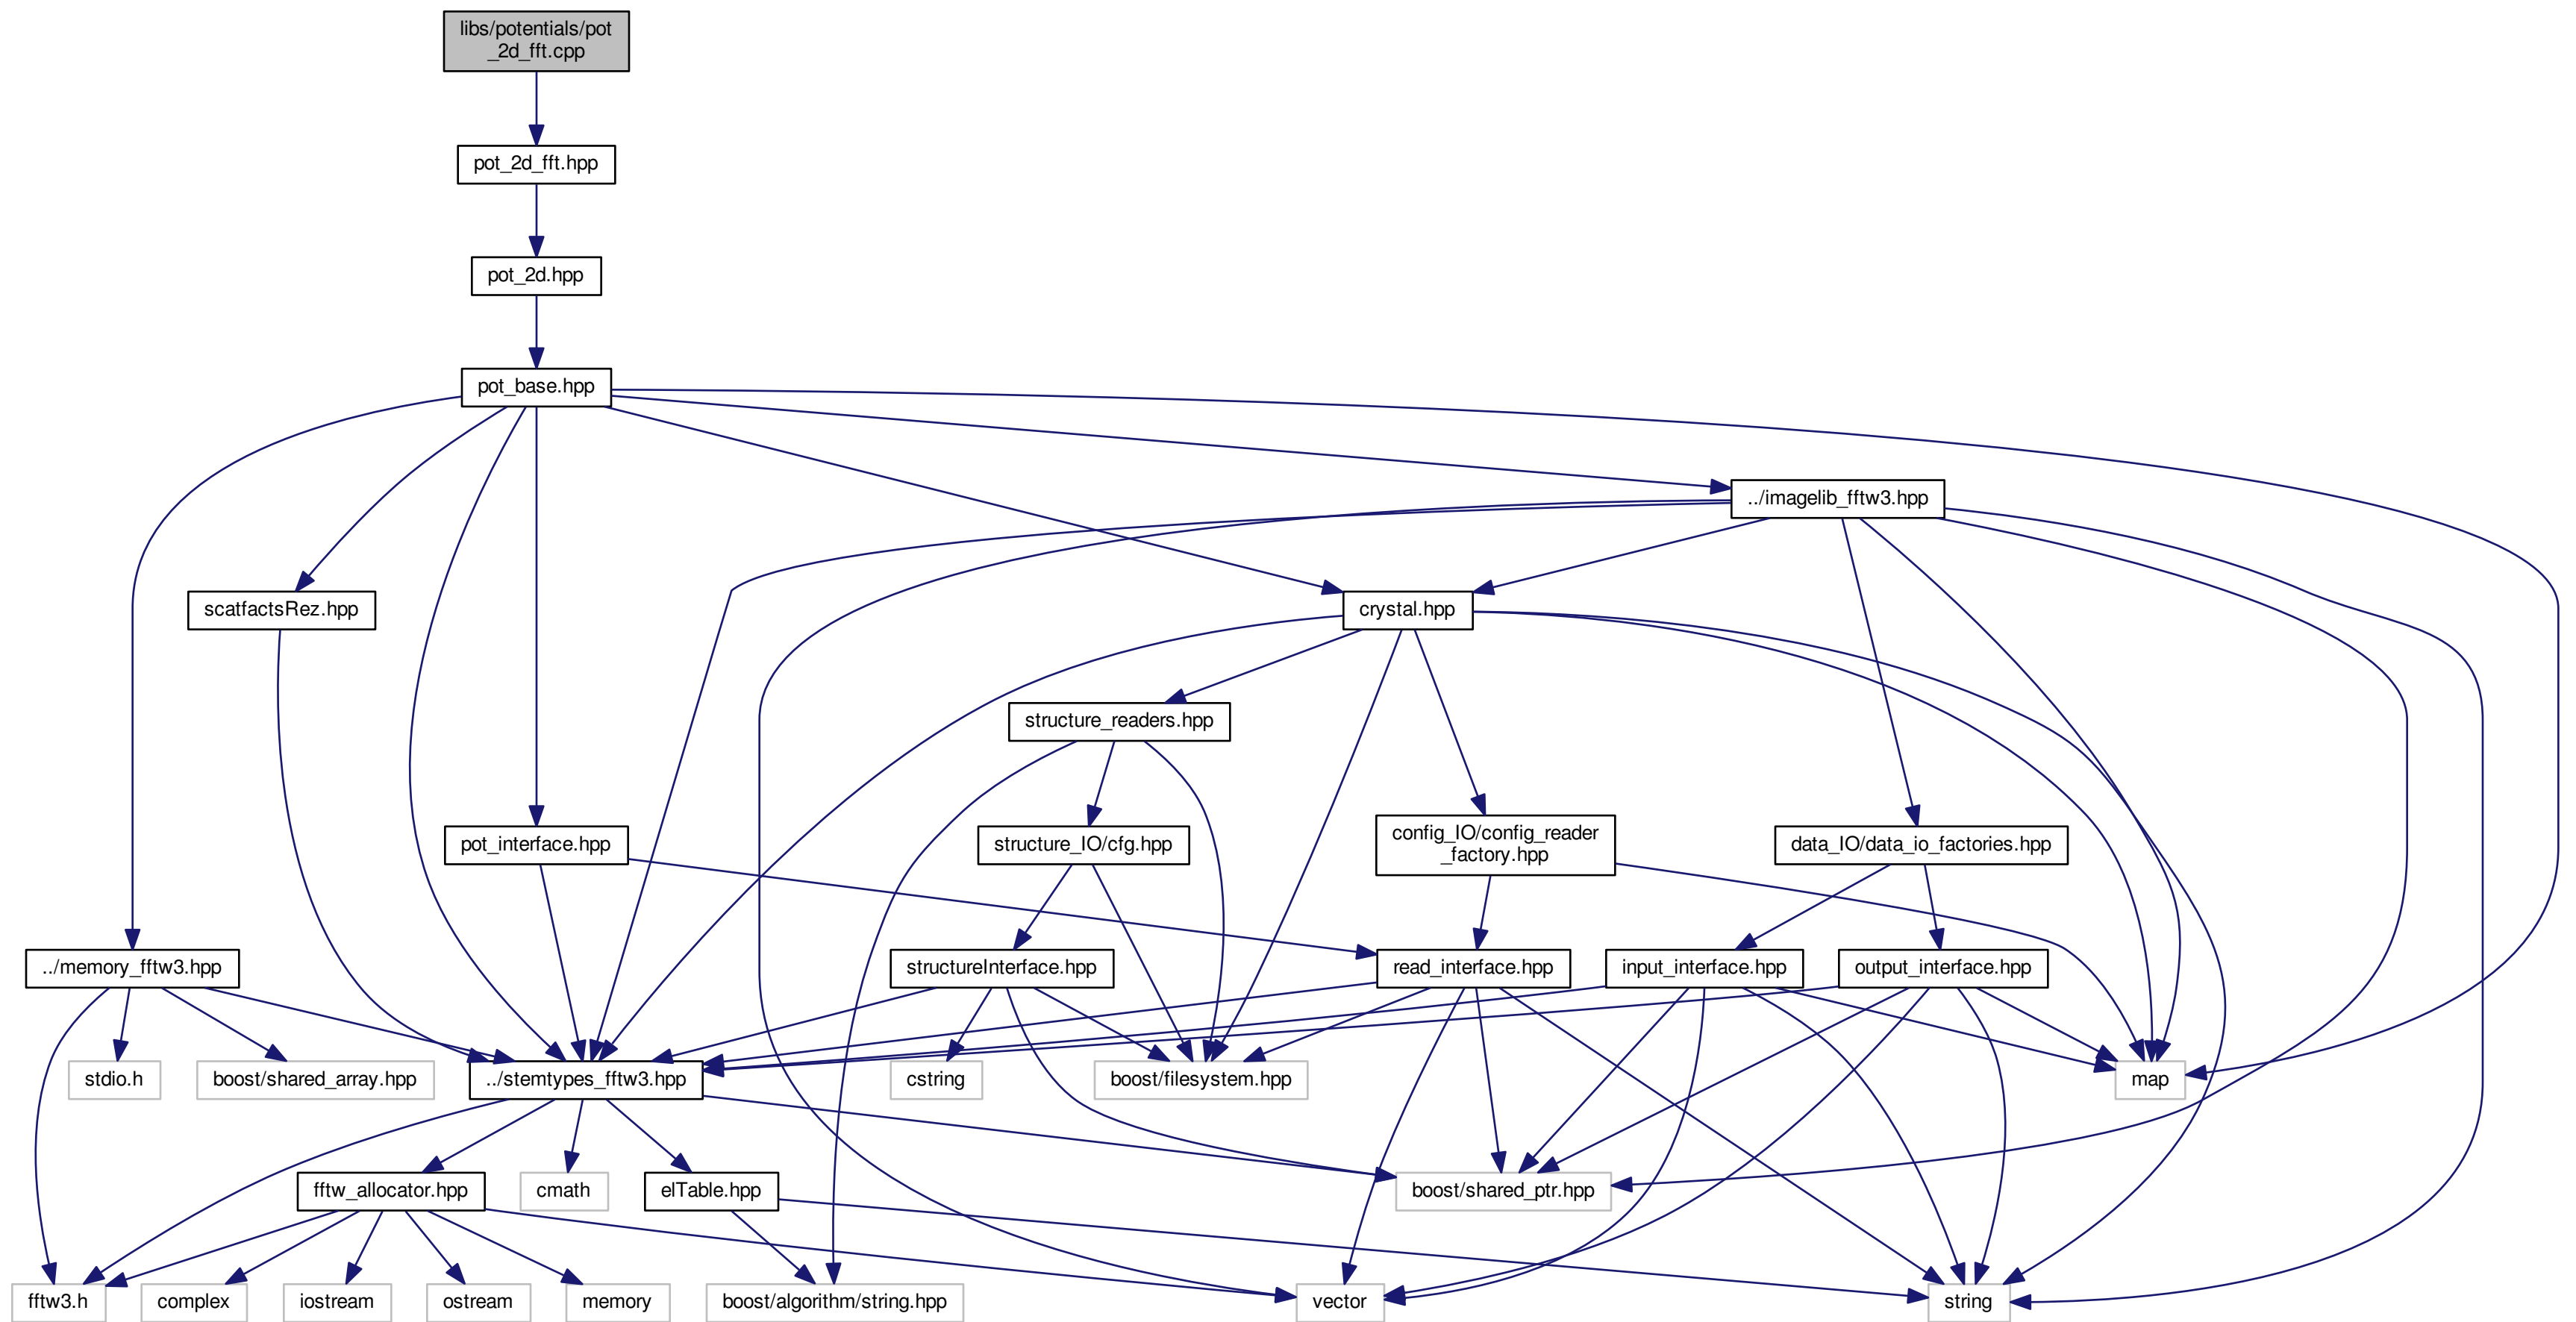 libs/potentials/pot
_2d_fft.cpp
pot_2d_fft.hpp
pot_2d.hpp
pot_base.hpp
../imagelib_fftw3.hpp
scatfactsRez.hpp
crystal.hpp
structure_readers.hpp
pot_interface.hpp
structure_IO/cfg.hpp
config_IO/config_reader
_factory.hpp
data_IO/data_io_factories.hpp
../memory_fftw3.hpp
structureInterface.hpp
read_interface.hpp
input_interface.hpp
output_interface.hpp
stdio.h
boost/shared_array.hpp
../stemtypes_fftw3.hpp
cstring
boost/filesystem.hpp
map
fftw_allocator.hpp
cmath
elTable.hpp
boost/shared_ptr.hpp
fftw3.h
complex
iostream
ostream
memory
boost/algorithm/string.hpp
vector
string